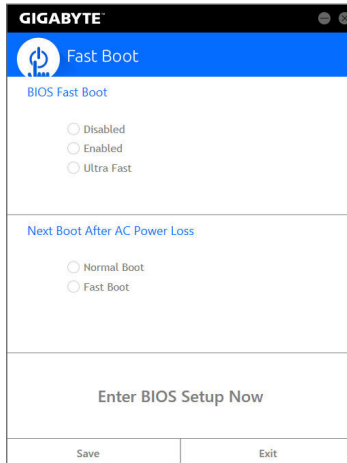 GIGABYTE™
Fast Boot
BIOS Fast Boot
Disabled
Enabled
Ultra Fast
Next Boot After AC Power Loss
Normal Boot
Fast Boot
Enter BIOS Setup Now
Save
Exit